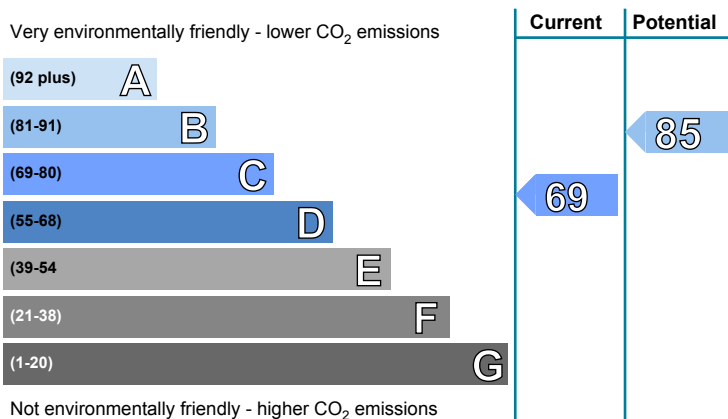 Very environmentally friendly - lower CO2 emissions
Current
Potential
(92 plus) A
(81-91) B
(69-80) C
(55-68) D
(39-54 E
(21-38) F
(1-20) G
85
69
Not environmentally friendly - higher CO2 emissions